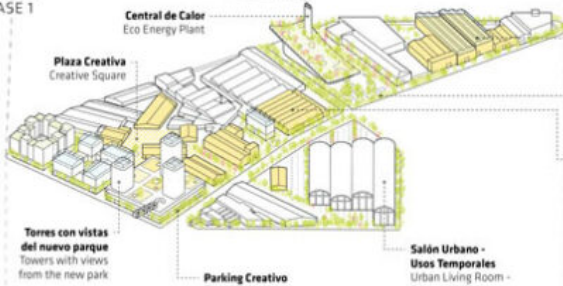 ASE 1
Central de Calor
Eco Energy Plant
Plaza Creativa
Creative Square
Torres con vistas
del nuevo parque
Towers with views
from the new park
Parking Creativo
Salón Urbano -
Usos Temporales
Urban Living Room -